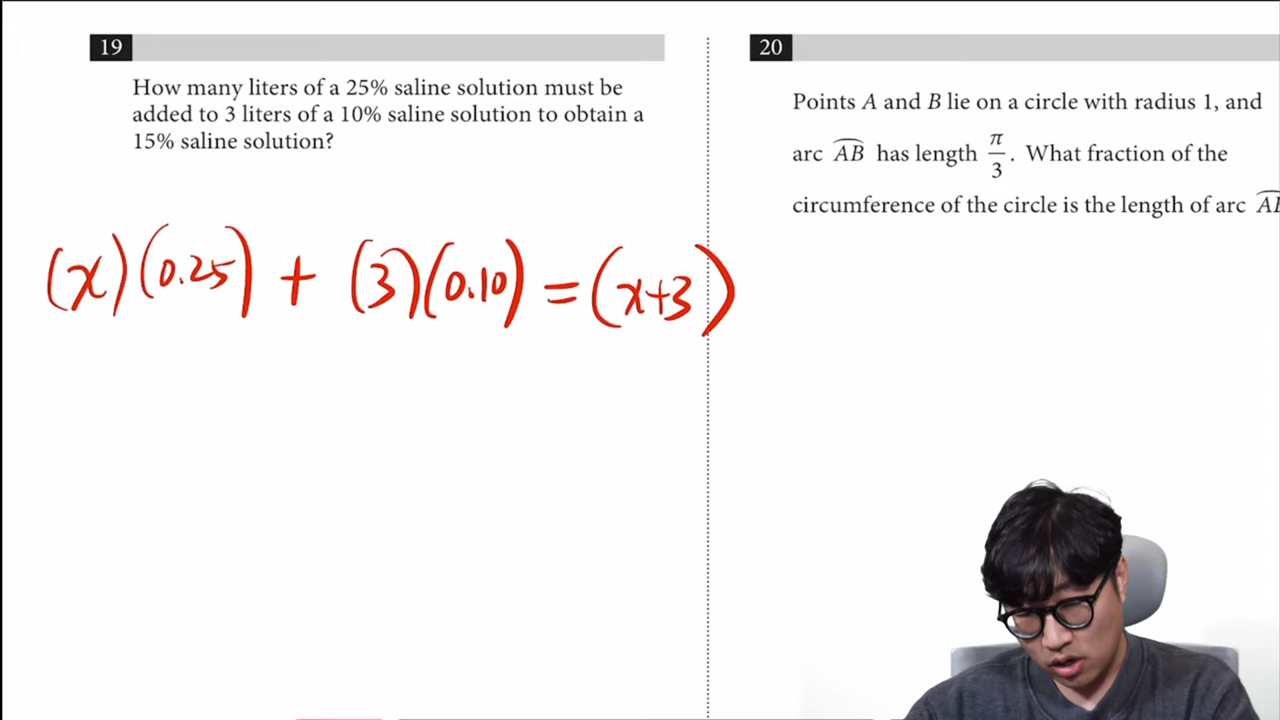 19
How many liters of a 25% saline solution must be
added to 3 liters of a 10% saline solution to obtain a
15% saline solution?
(x)(0.25) + (3)(0.10) = (x+3)
20
Points A and B lie on a circle with radius 1, and
arc AB has length π/3. What fraction of the
circumference of the circle is the length of arc